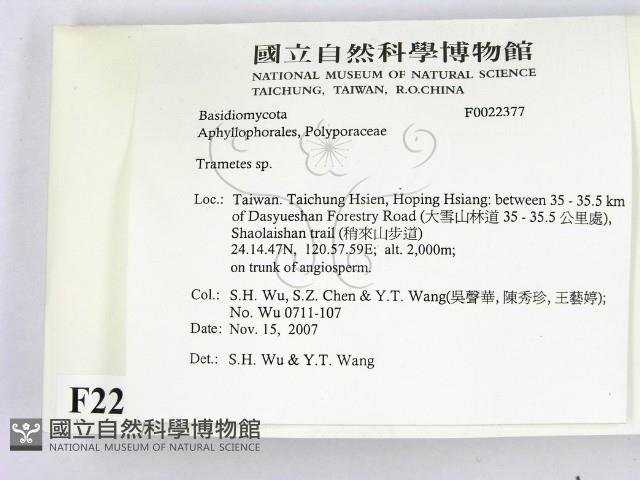 國立自然科學博物館
NATIONAL MUSEUM OF NATURAL SCIENCE
TAICHUNG, TAIWAN, R.O.CHINA
Basidiomycota F0022377
Aphyllophorales, Polyporaceae
Trametes sp.
Loc.: Taiwan. Taichung Hsien, Hoping Hsiang: between 35 - 35.5 km
of Dasyueshan Forestry Road (大雪山林道 35 - 35.5 公里處),
Shaolaishan trail (稍來山步道)
24.14.47N, 120.57.59E; alt. 2,000m;
on trunk of angiosperm.
Col.: S.H. Wu, S.Z. Chen & Y.T. Wang(吳聲華, 陳秀珍, 王藝婷);
No. Wu 0711-107
Date: Nov. 15, 2007
Det.: S.H. Wu & Y.T. Wang
F22
國立自然科學博物館
NATIONAL MUSEUM OF NATURAL SCIENCE